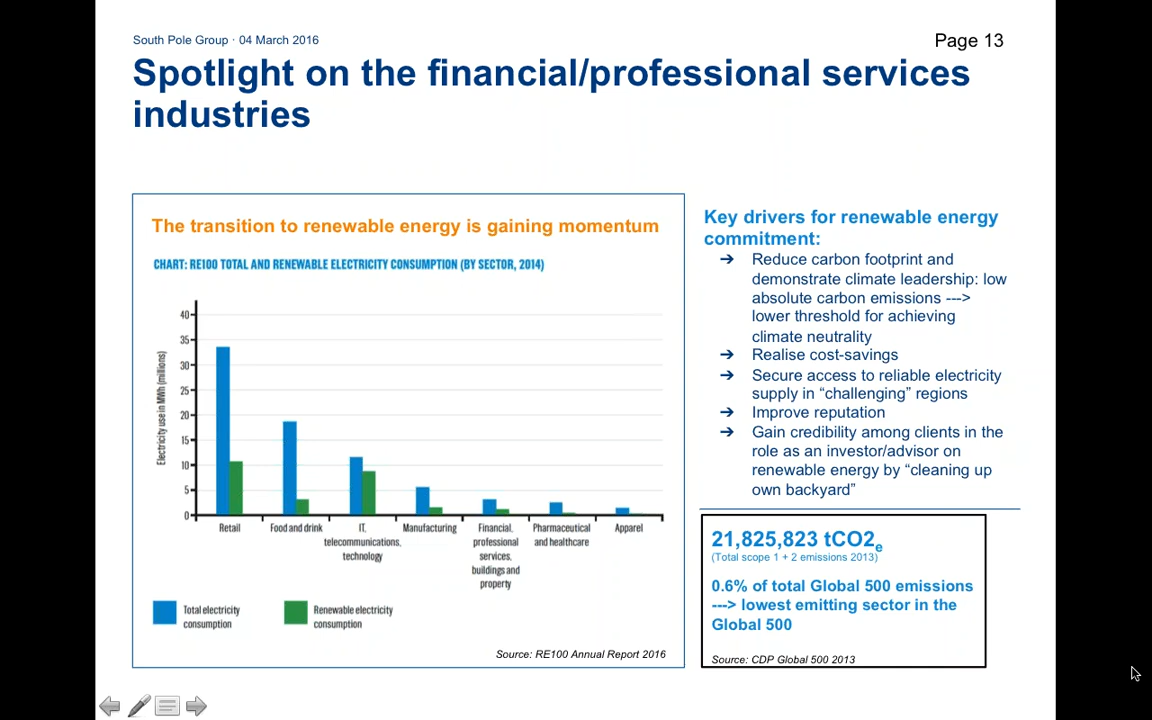 South Pole Group · 04 March 2016
Page 13
Spotlight on the financial/professional services
industries
The transition to renewable energy is gaining momentum
CHART: RE100 TOTAL AND RENEWABLE ELECTRICITY CONSUMPTION (BY SECTOR, 2014)
Electricity use in MWh (millions)
40
35
30
25
20
15
10
5
0
Retail
Food and drink
IT,
telecommunications,
technology
Manufacturing
Financial,
professional
services,
buildings and
property
Pharmaceutical
and healthcare
Apparel
Total electricity
consumption
Renewable electricity
consumption
Source: RE100 Annual Report 2016
Key drivers for renewable energy
commitment:
➔ Reduce carbon footprint and
demonstrate climate leadership: low
absolute carbon emissions --->
lower threshold for achieving
climate neutrality
➔ Realise cost-savings
➔ Secure access to reliable electricity
supply in “challenging” regions
➔ Improve reputation
➔ Gain credibility among clients in the
role as an investor/advisor on
renewable energy by “cleaning up
own backyard”
21,825,823 tCO2e
(Total scope 1 + 2 emissions 2013)
0.6% of total Global 500 emissions
---> lowest emitting sector in the
Global 500
Source: CDP Global 500 2013